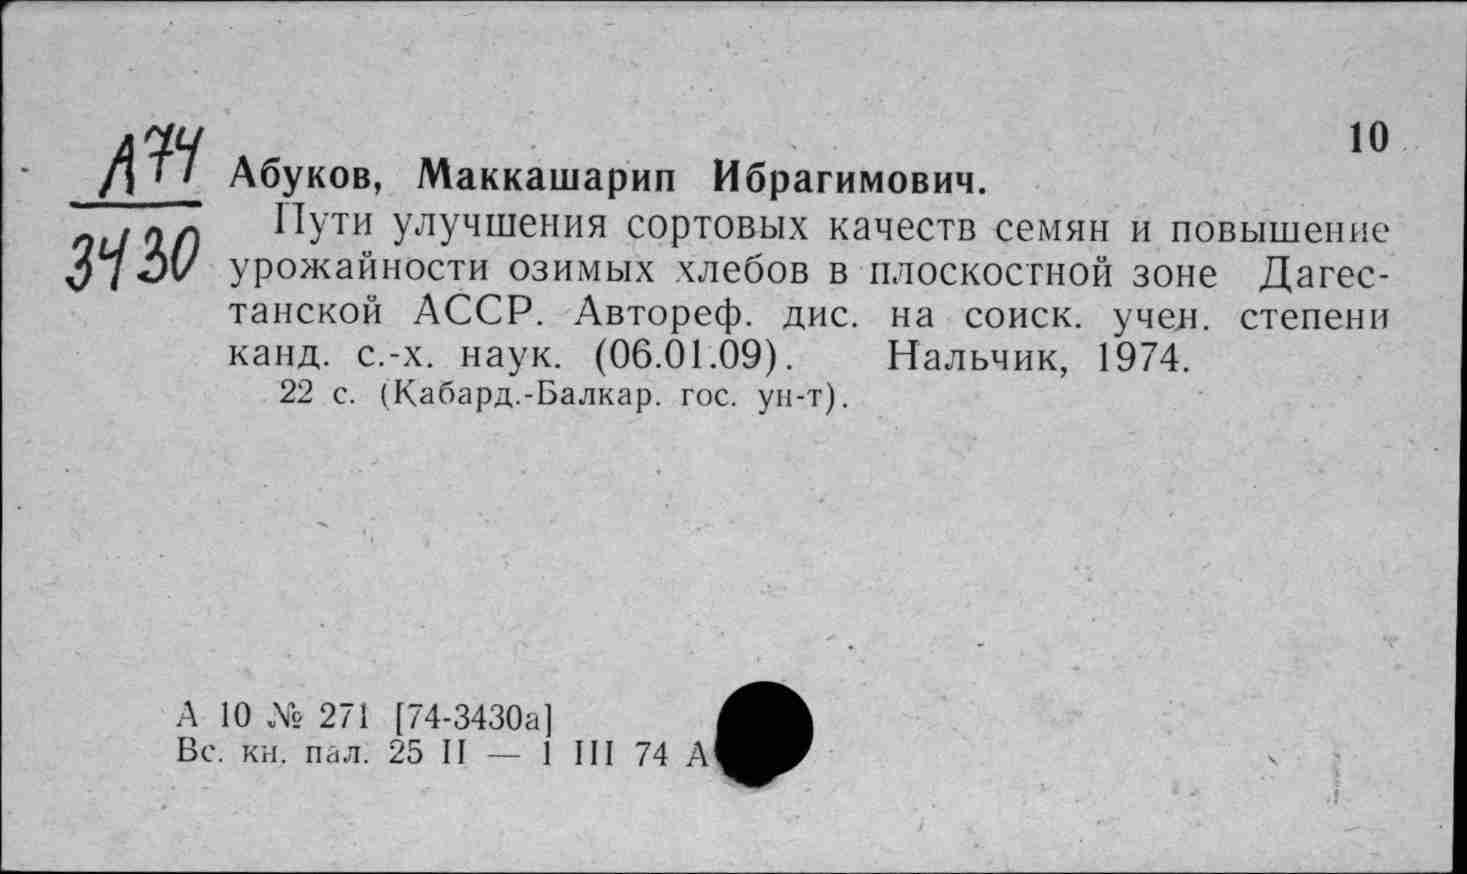 10
А74
3430
Абуков, Маккашарип Ибрагимович.
Пути улучшения сортовых качеств семян и повышение
урожайности озимых хлебов в плоскостной зоне Дагес-
танской АССР. Автореф. дис. на соиск. учен. степени
канд. с.-х. наук. (06.01.09). Нальчик, 1974.
22 с. (Кабард.-Балкар. гос. ун-т).
А 10 № 271 [74-3430а]
Вс. кн. пал. 25 II — 1 III 74 А